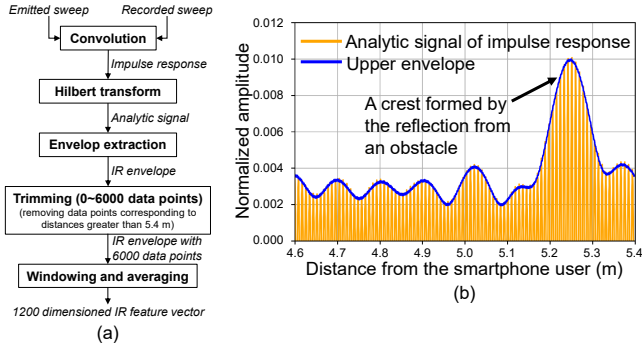 Emitted sweep
Recorded sweep
Convolution
Impulse response
Hilbert transform
Analytic signal
Envelop extraction
IR envelope
Trimming (0~6000 data points)
(removing data points corresponding to
distances greater than 5.4 m)
IR envelope with
6000 data points
Windowing and averaging
1200 dimensioned IR feature vector
(a)
Normalized amplitude
0.012
0.010
0.008
0.006
0.004
0.002
0.000
Analytic signal of impulse response
Upper envelope
A crest formed by
the reflection from
an obstacle
4.6
4.7
4.8
4.9
5.0
5.1
5.2
5.3
5.4
Distance from the smartphone user (m)
(b)